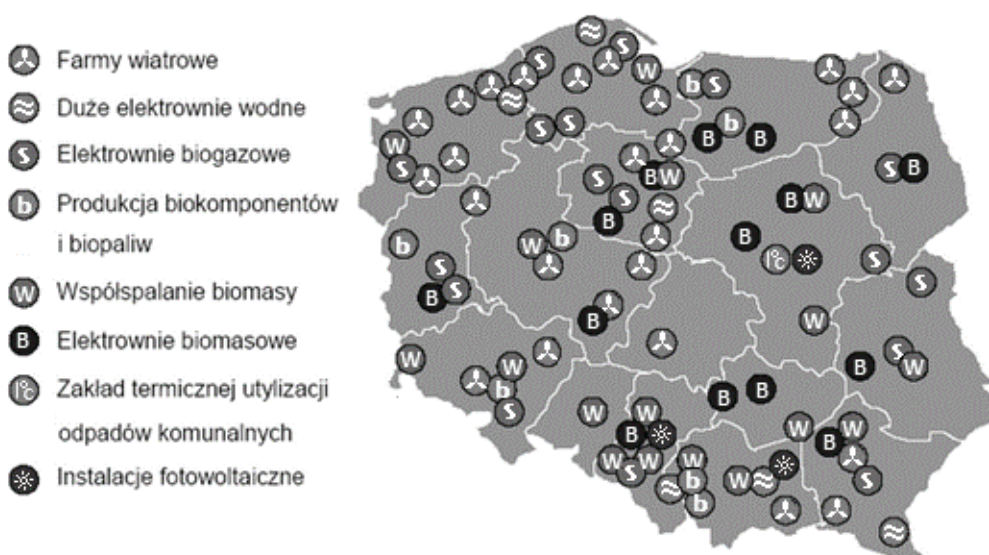 Farmy wiatrowe
Duże elektrownie wodne
S Elektrownie biogazowe
b Produkcja biokomponentów
i biopaliw
W Współspalanie biomasy
B Elektrownie biomasowe
l°c Zakład termicznej utylizacji
odpadów komunalnych
Instalacje fotowoltaiczne
S
S
W
b S
S S
B b B
W
S
B W
S
S B
S
B W
B
b
W b
B
l°c
S
S
S
B
B
W
W
W
b
S
B
S
W
B
B B
W W
B
W W
S
W
b
b
W
W
B
W
S